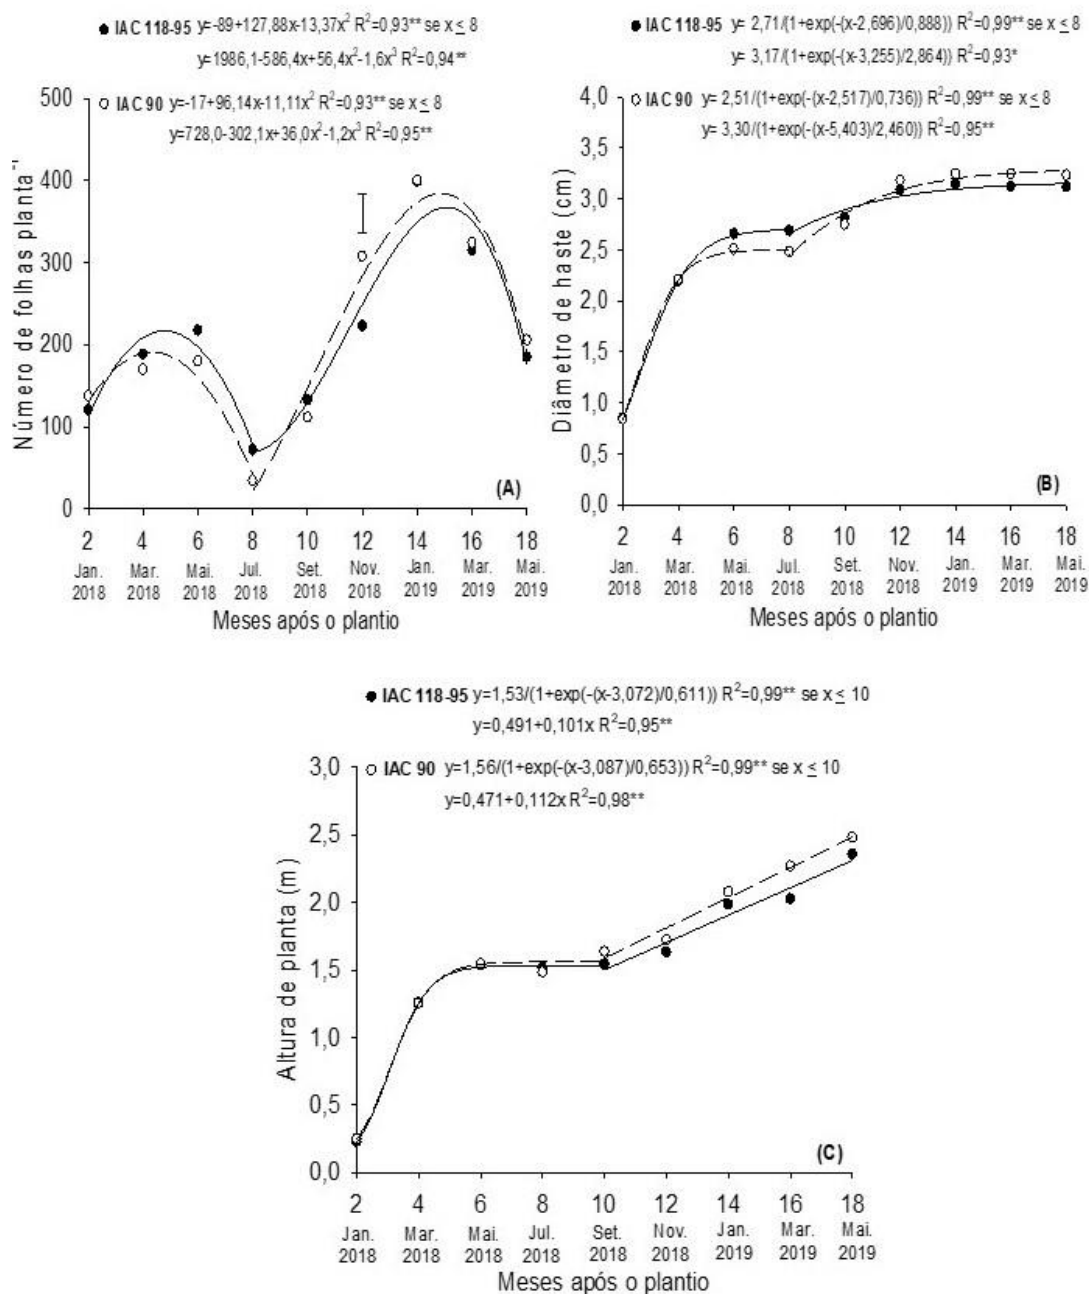 IAC 118-95 y=-89+127,88x-13,37x² R²=0,93** se x ≤ 8
y=1986,1-586,4x+56,4x²-1,6x³ R²=0,94**
IAC 90 y=-17+96,14x-11,11x² R²=0,93** se x ≤ 8
y=728,0-302,1x+36,0x²-1,2x³ R²=0,95**
500
400
300
200
100
0
Número de folhas planta⁻¹
(A)
2 4 6 8 10 12 14 16 18
Jan. Mar. Mai. Jul. Set. Nov. Jan. Mar. Mai.
2018 2018 2018 2018 2018 2018 2019 2019 2019
Meses após o plantio
IAC 118-95 y= 2,71/(1+exp(-(x-2,696)/0,888)) R²=0,99** se x ≤ 8
y= 3,17/(1+exp(-(x-3,255)/2,864)) R²=0,93*
IAC 90 y= 2,51/(1+exp(-(x-2,517)/0,736)) R²=0,99** se x ≤ 8
y= 3,30/(1+exp(-(x-5,403)/2,460)) R²=0,95**
4,0
3,5
3,0
2,5
2,0
1,5
1,0
0,5
0,0
Diâmetro de haste (cm)
(B)
2 4 6 8 10 12 14 16 18
Jan. Mar. Mai. Jul. Set. Nov. Jan. Mar. Mai.
2018 2018 2018 2018 2018 2018 2019 2019 2019
Meses após o plantio
IAC 118-95 y=1,53/(1+exp(-(x-3,072)/0,611)) R²=0,99** se x ≤ 10
y=0,491+0,101x R²=0,95**
IAC 90 y=1,56/(1+exp(-(x-3,087)/0,653)) R²=0,99** se x ≤ 10
y=0,471+0,112x R²=0,98**
3,0
2,5
2,0
1,5
1,0
0,5
0,0
Altura de planta (m)
(C)
2 4 6 8 10 12 14 16 18
Jan. Mar. Mai. Jul. Set. Nov. Jan. Mar. Mai.
2018 2018 2018 2018 2018 2018 2019 2019 2019
Meses após o plantio